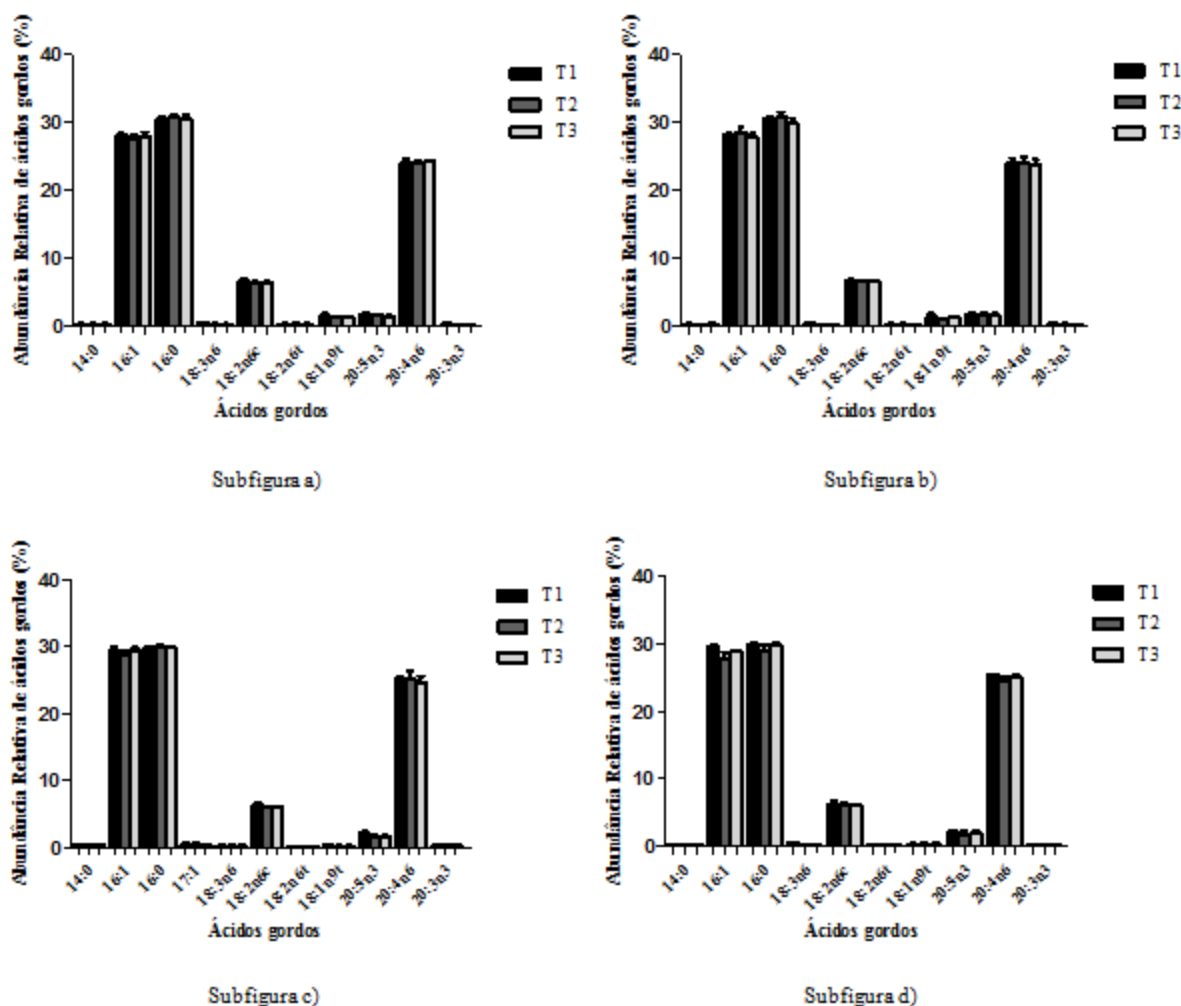 Abundância Relativa de ácidos gordos (%)
40
30
20
10
0
T1
T2
T3
14:0
16:1
16:0
18:3n6
18:2n6c
18:2n6t
18:1n9t
20:5n3
20:4n6
20:3n3
Ácidos gordos
Subfigura a)
Abundância Relativa de ácidos gordos (%)
40
30
20
10
0
T1
T2
T3
14:0
16:1
16:0
18:3n6
18:2n6c
18:2n6t
18:1n9t
20:5n3
20:4n6
20:3n3
Ácidos gordos
Subfigura b)
Abundância Relativa de ácidos gordos (%)
40
30
20
10
0
T1
T2
T3
14:0
16:1
16:0
17:1
18:3n6
18:2n6c
18:2n6t
18:1n9t
20:5n3
20:4n6
20:3n3
Ácidos gordos
Subfigura c)
Abundância Relativa de ácidos gordos (%)
40
30
20
10
0
T1
T2
T3
14:0
16:1
16:0
18:3n6
18:2n6c
18:2n6t
18:1n9t
20:5n3
20:4n6
20:3n3
Ácidos gordos
Subfigura d)